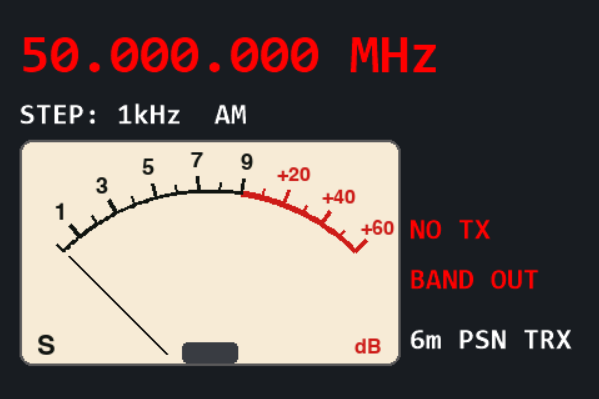 50.000.000 MHz
STEP: 1kHz AM
1 3 5 7 9 +20 +40 +60
NO TX
BAND OUT
S dB
6m PSN TRX